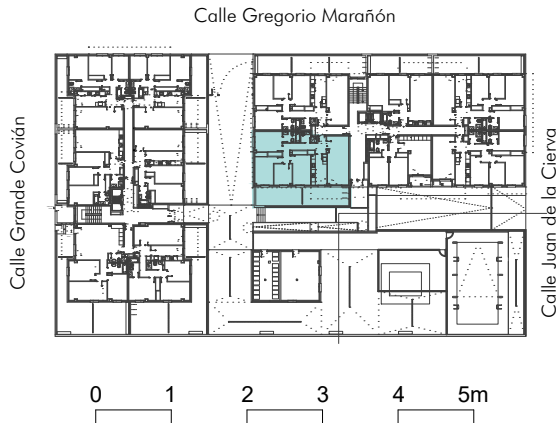 Calle Gregorio Marañón
Calle Grande Covián
Calle Juan de la Cierva
0 1 2 3 4 5m